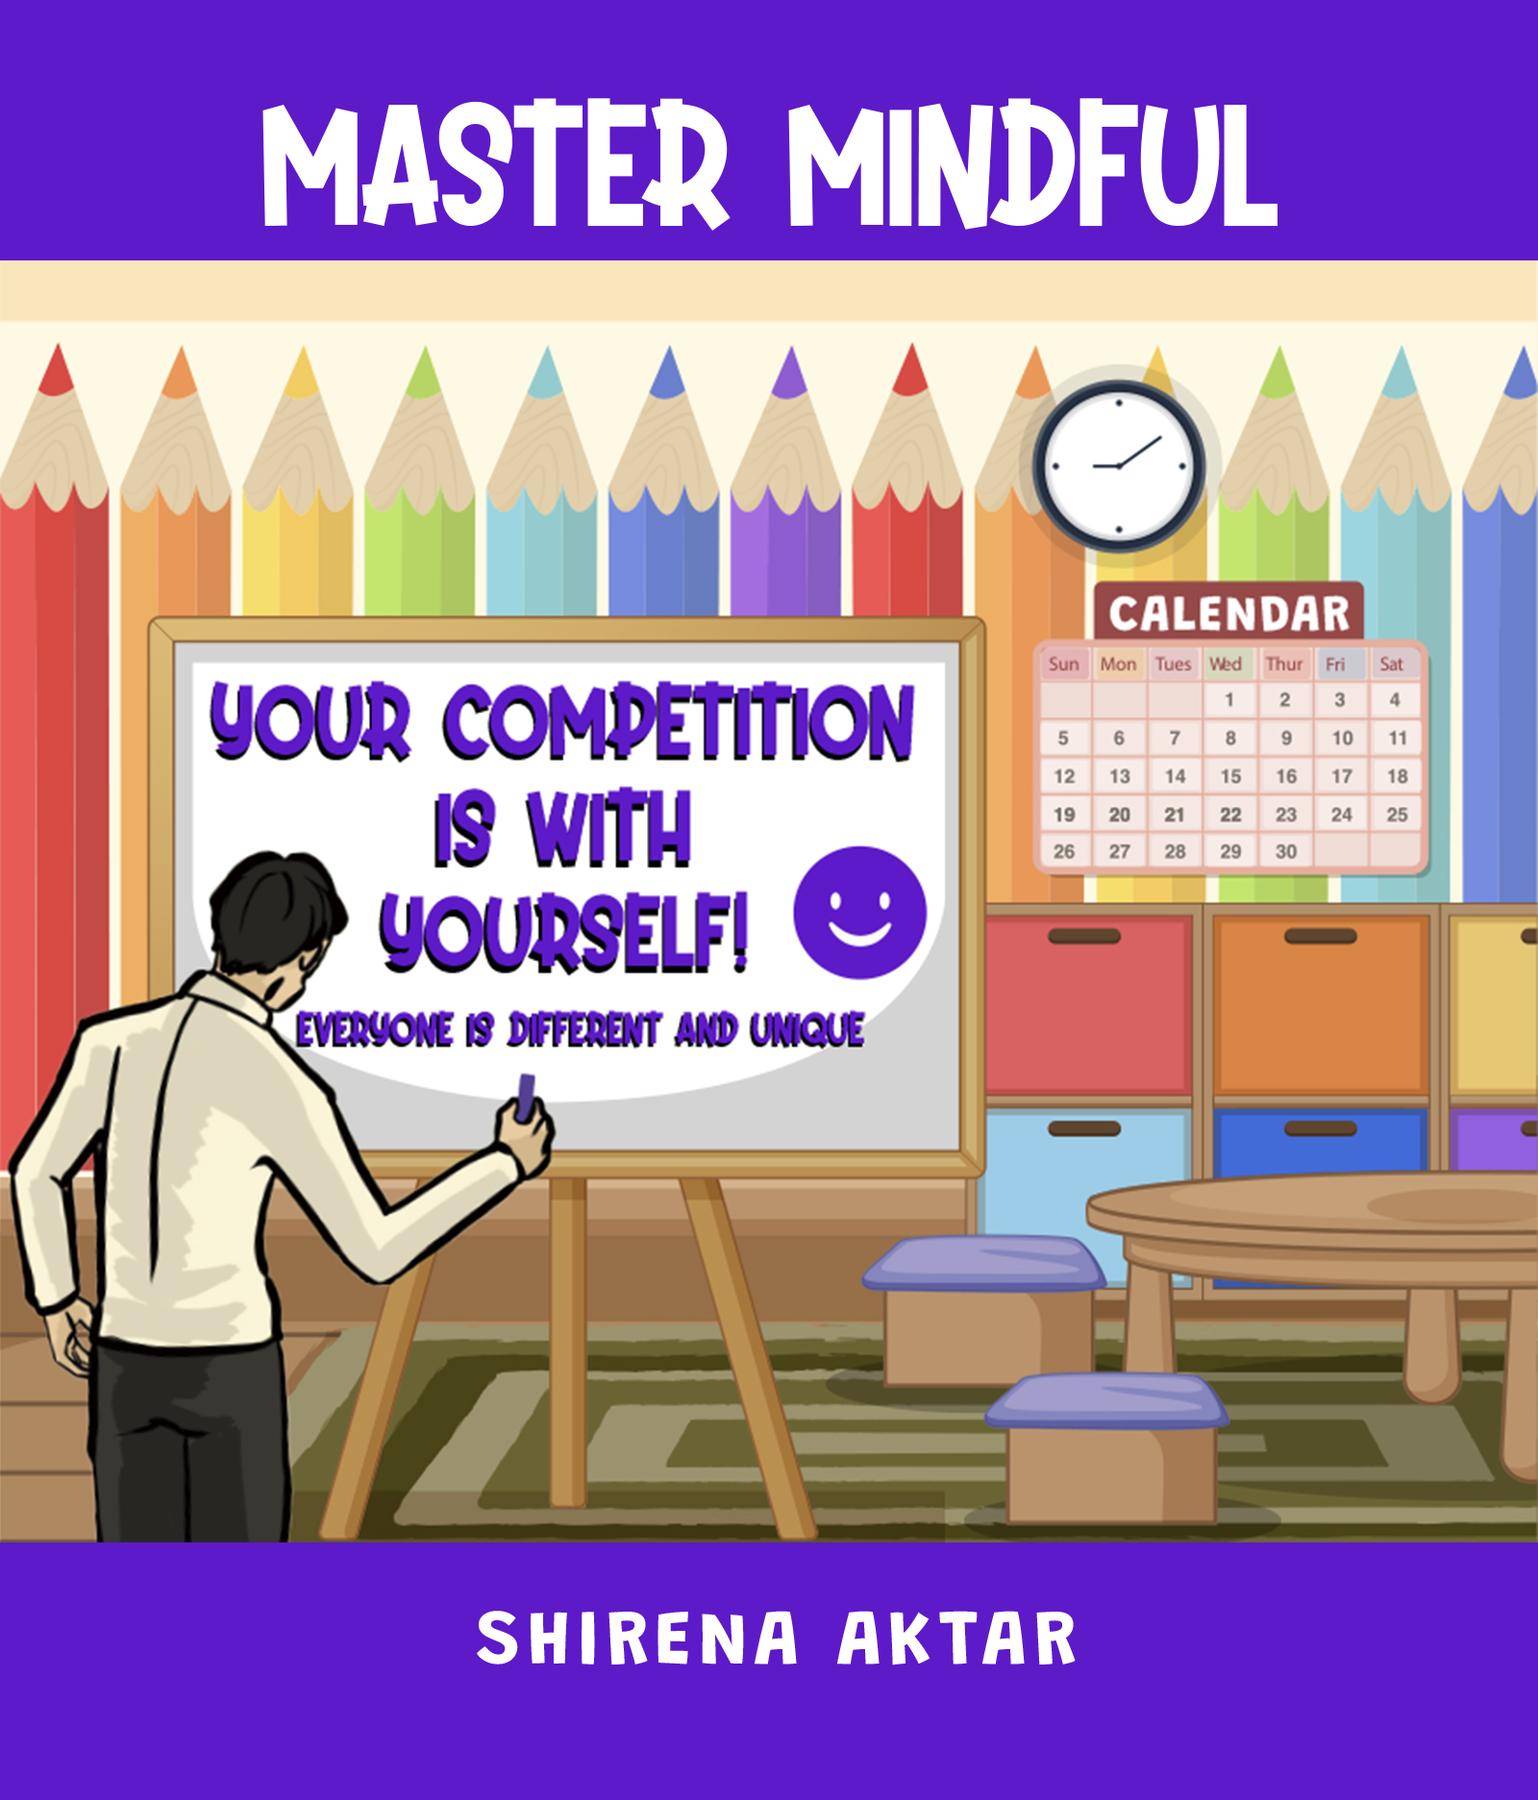 MASTER MINDFUL
YOUR COMPETITION
IS WITH
YOURSELF!
EVERYONE IS DIFFERENT AND UNIQUE
CALENDAR
Sun Mon Tues Wed Thur Fri Sat
1 2 3 4
5 6 7 8 9 10 11
12 13 14 15 16 17 18
19 20 21 22 23 24 25
26 27 28 29 30
SHIRENA AKTAR